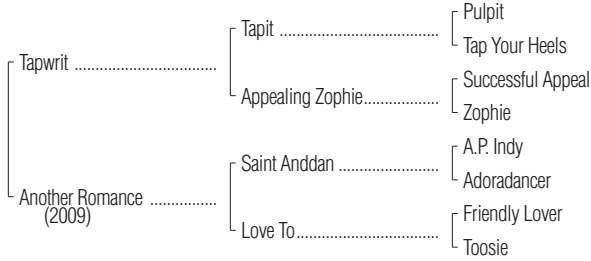 Pulpit
Tapit ..................................
Tap Your Heels
Tapwrit ..............................
Successful Appeal
Appealing Zophie................
Zophie
A.P. Indy
Saint Anddan .....................
Adoradancer
Another Romance ..............
(2009)
Friendly Lover
Love To...............................
Toosie